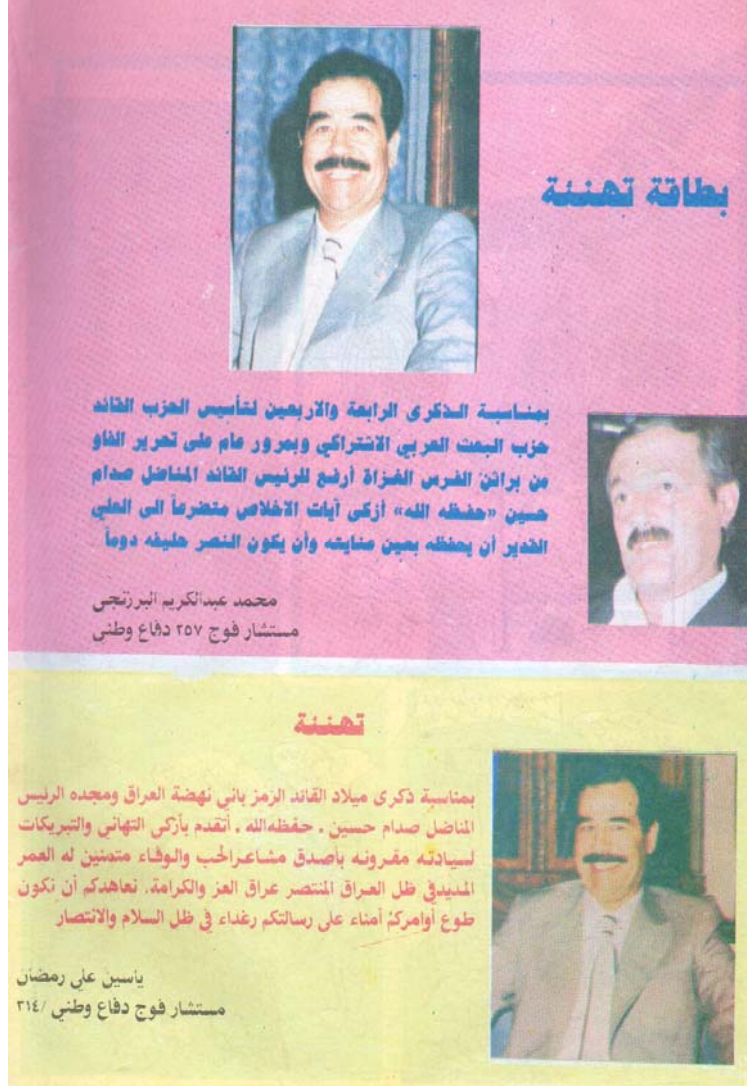 بطاقة تهنئة
بمناسبة الذكرى الرابعة والاربعين لتأسيس الحزب القائد
حزب البعث العربي الاشتراكي وبمرور عام على تحرير الفاو
من براثن الفرس الغزاة أرفع للرئيس القائد المناضل صدام
حسين «حفظه الله» أزكى آيات الاخلاص متضرعاً الى العلي
القدير أن يحفظه بعين عنايته وأن يكون النصر حليفه دوماً
محمد عبدالكريم البرزنجي
مستشار فوج ٢٥٧ دفاع وطني
تهنئة
بمناسبة ذكرى ميلاد القائد الرمز باني نهضة العراق ومجده الرئيس
المناضل صدام حسين . حفظه الله . أتقدم بأزكى التهاني والتبريكات
لسيادته مقرونه بأصدق مشاعر الحب والوفاء متمنين له العمر
المديد في ظل العراق المنتصر عراق العز والكرامة. نعاهدكم أن نكون
طوع أوامركم أمناء على رسالتكم رغداء في ظل السلام والانتصار
ياسين علي رمضان
مستشار فوج دفاع وطني /٣١٤